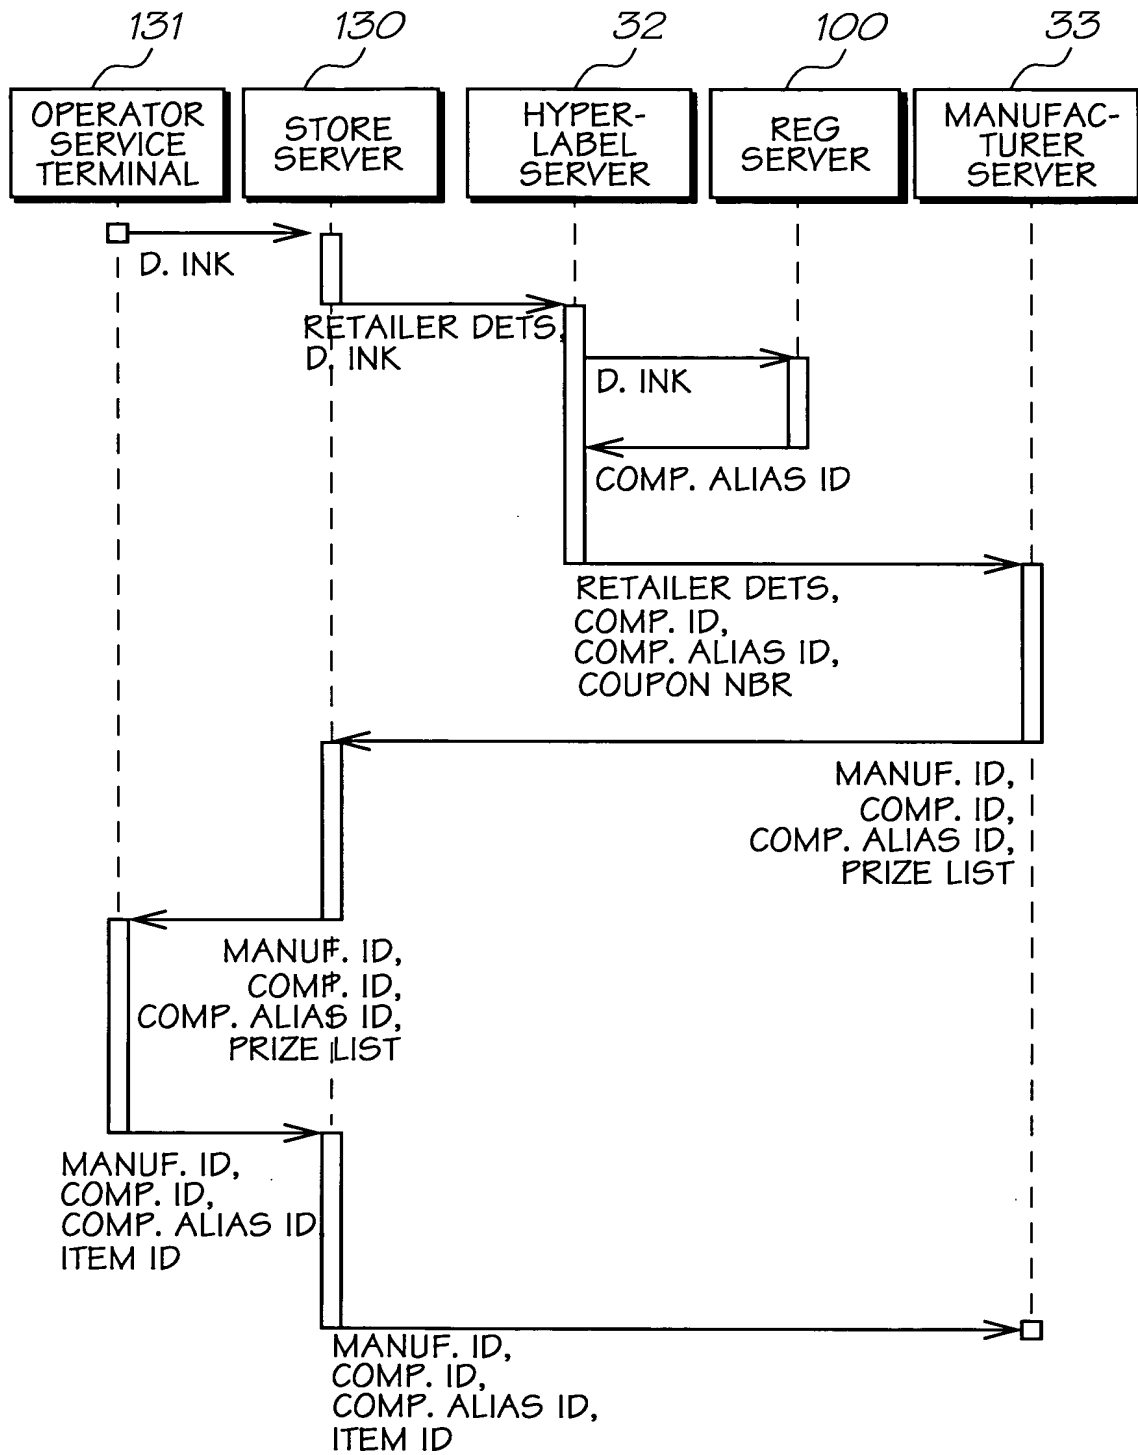 131
130
32
100
33
OPERATOR
SERVICE
TERMINAL
STORE
SERVER
HYPER-
LABEL
SERVER
REG
SERVER
MANUFAC-
TURER
SERVER
D. INK
RETAILER DETS,
D. INK
D. INK
COMP. ALIAS ID
RETAILER DETS,
COMP. ID,
COMP. ALIAS ID,
COUPON NBR
MANUF. ID,
COMP. ID,
COMP. ALIAS ID,
PRIZE LIST
MANUF. ID,
COMP. ID,
COMP. ALIAS ID,
PRIZE LIST
MANUF. ID,
COMP. ID,
COMP. ALIAS ID
ITEM ID
MANUF. ID,
COMP. ID,
COMP. ALIAS ID,
ITEM ID